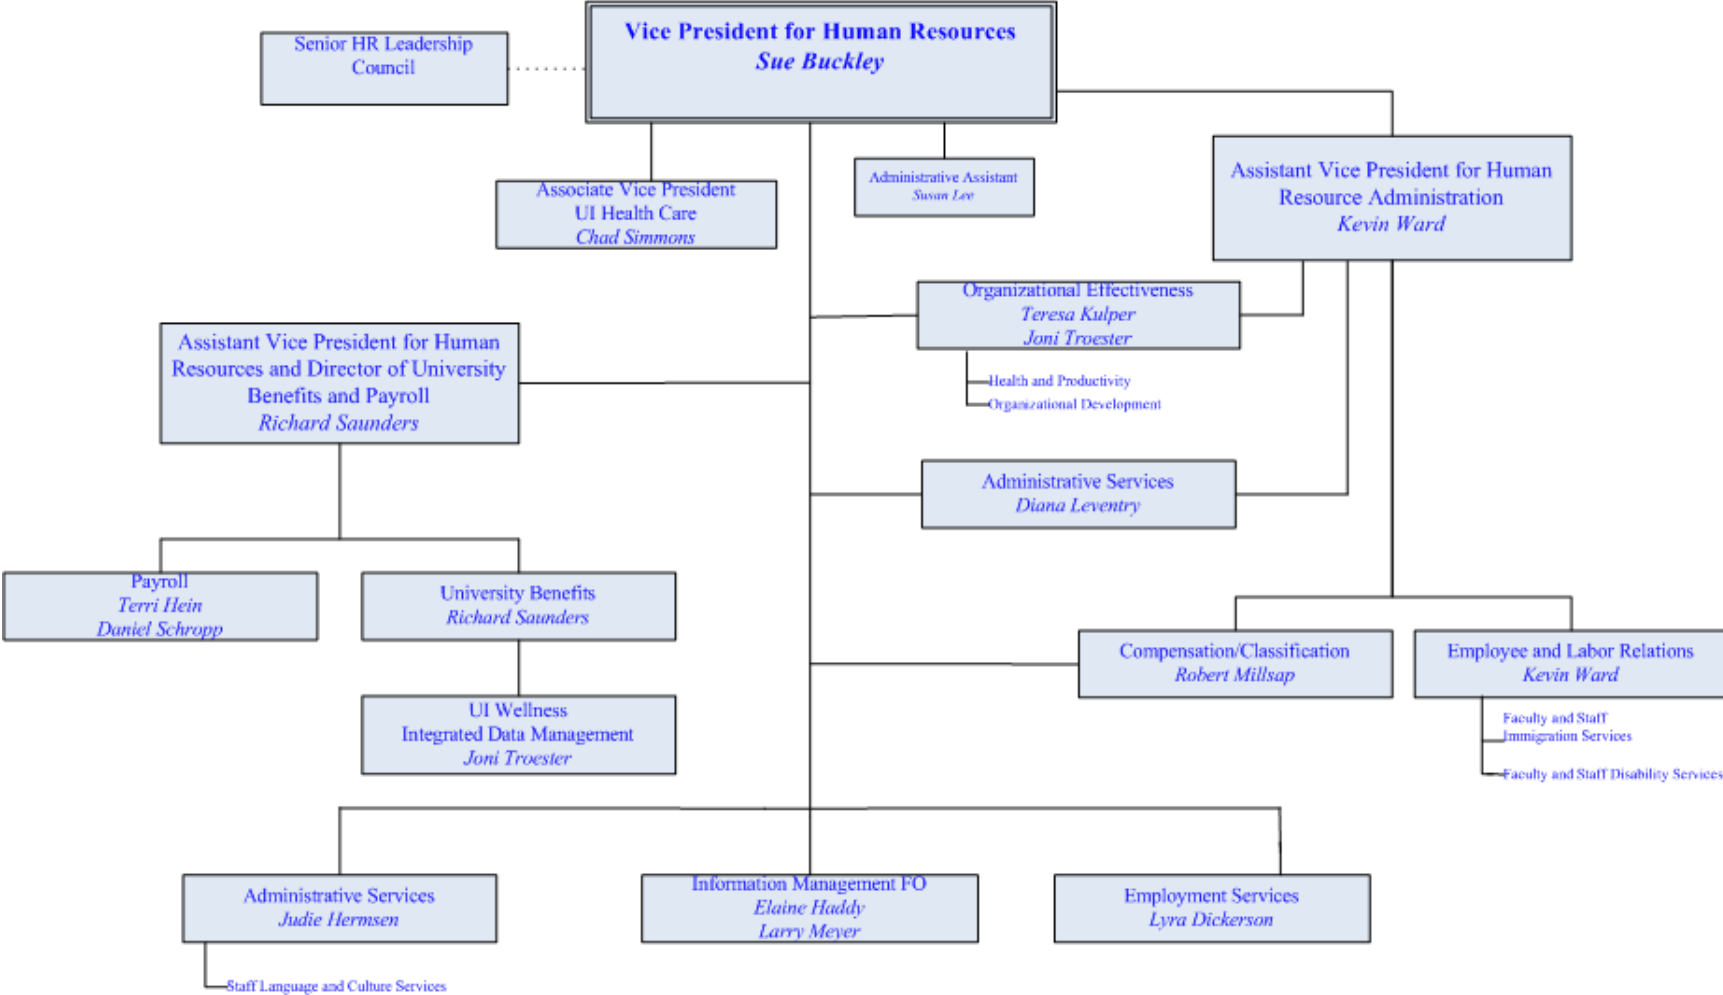 Vice President for Human Resources
Sue Buckley
Senior HR Leadership
Council
Associate Vice President
UI Health Care
Chad Simmons
Administrative Assistant
Susan Lee
Assistant Vice President for Human
Resource Administration
Kevin Ward
Organizational Effectiveness
Teresa Kulper
Joni Troester
Health and Productivity
Organizational Development
Assistant Vice President for Human
Resources and Director of University
Benefits and Payroll
Richard Saunders
Administrative Services
Diana Leventry
Payroll
Terri Hein
Daniel Schropp
University Benefits
Richard Saunders
Compensation/Classification
Robert Millsap
Employee and Labor Relations
Kevin Ward
Faculty and Staff
Immigration Services
Faculty and Staff Disability Services
UI Wellness
Integrated Data Management
Joni Troester
Administrative Services
Judie Hermsen
Staff Language and Culture Services
Information Management FO
Elaine Haddy
Larry Meyer
Employment Services
Lyra Dickerson